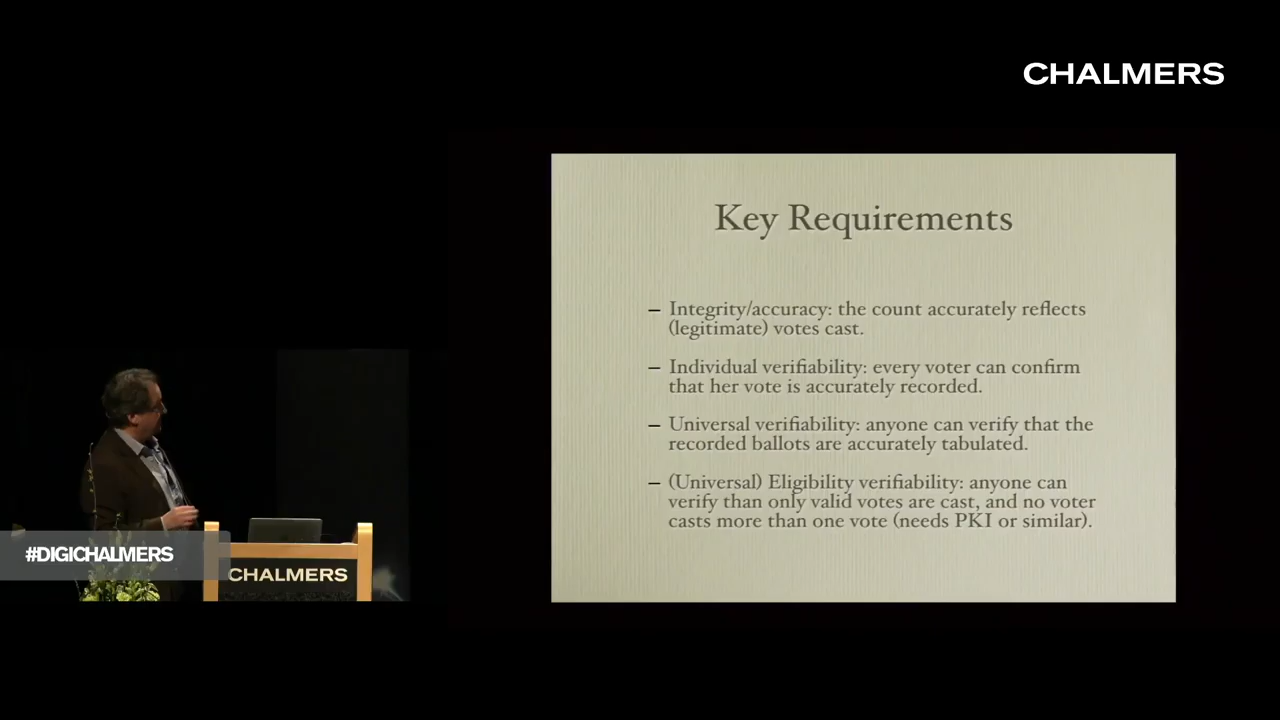 CHALMERS
Key Requirements
– Integrity/accuracy: the count accurately reflects
(legitimate) votes cast.
– Individual verifiability: every voter can confirm
that her vote is accurately recorded.
– Universal verifiability: anyone can verify that the
recorded ballots are accurately tabulated.
– (Universal) Eligibility verifiability: anyone can
verify than only valid votes are cast, and no voter
casts more than one vote (needs PKI or similar).
#DIGICHALMERS
CHALMERS